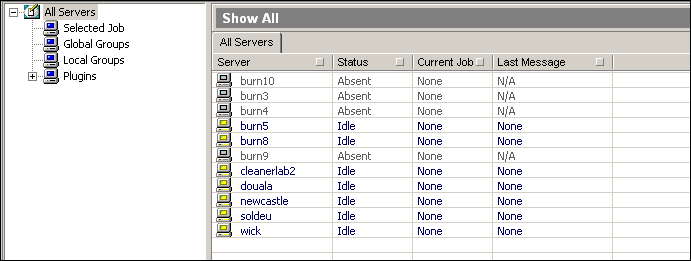 All Servers
Selected Job
Global Groups
Local Groups
Plugins
Show All
All Servers
Server Status Current Job Last Message
burn10 Absent None N/A
burn3 Absent None N/A
burn4 Absent None N/A
burn5 Idle None None
burn8 Idle None None
burn9 Absent None N/A
cleanerlab2 Idle None None
douala Idle None None
newcastle Idle None None
soldeu Idle None None
wick Idle None None